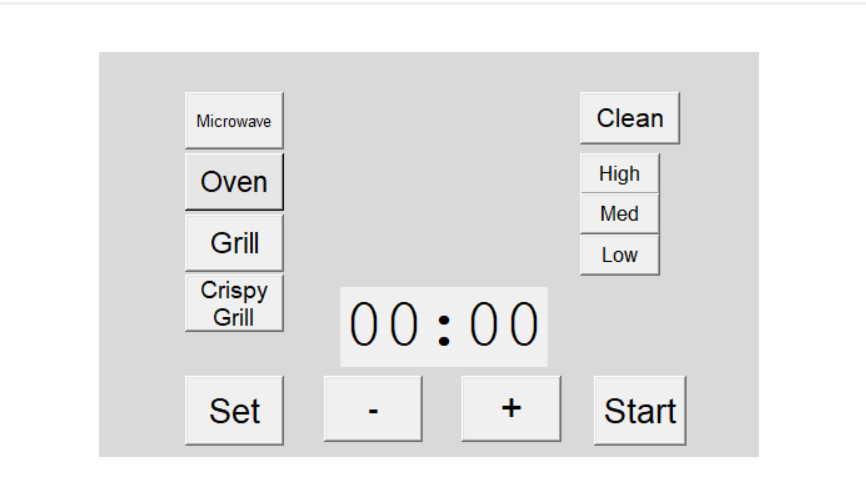 Microwave
Clean
Oven
High
Med
Grill
Low
Crispy
Grill
00:00
Set
-
+
Start